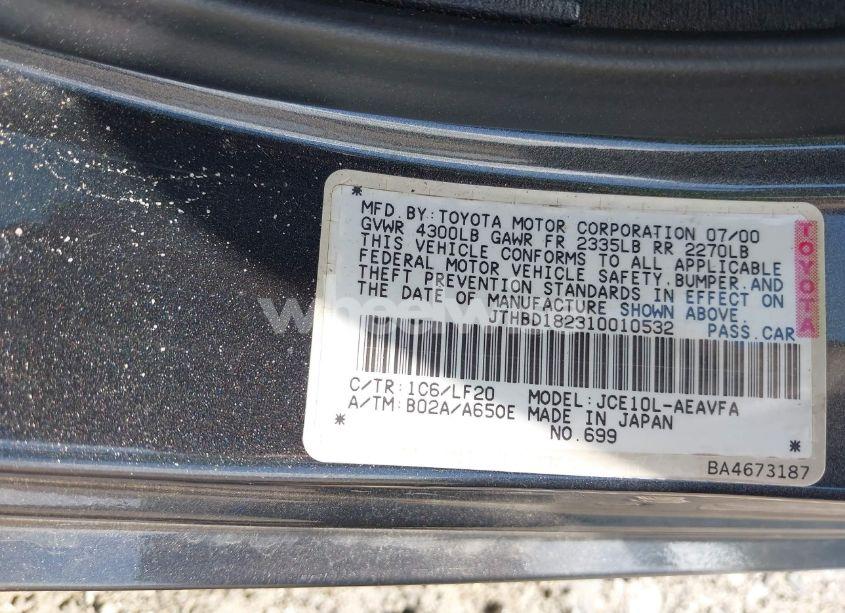 MFD.BY:TOYOTA MOTOR CORPORATION 07/00
GVWR 4300LB GAWR FR 2335LB RR 2270LB
THIS VEHICLE CONFORMS TO ALL APPLICABLE
FEDERAL MOTOR VEHICLE SAFETY,BUMPER,AND
THEFT PREVENTION STANDARDS IN EFFECT ON
THE DATE OF MANUFACTURE SHOWN ABOVE.
JTHBD182310010532 PASS.CAR
C/TR:1C6/LF20 MODEL:JCE10L-AEAVFA
A/TM:B02A/A650E MADE IN JAPAN
NO.699
BA4673187
TOYOTA